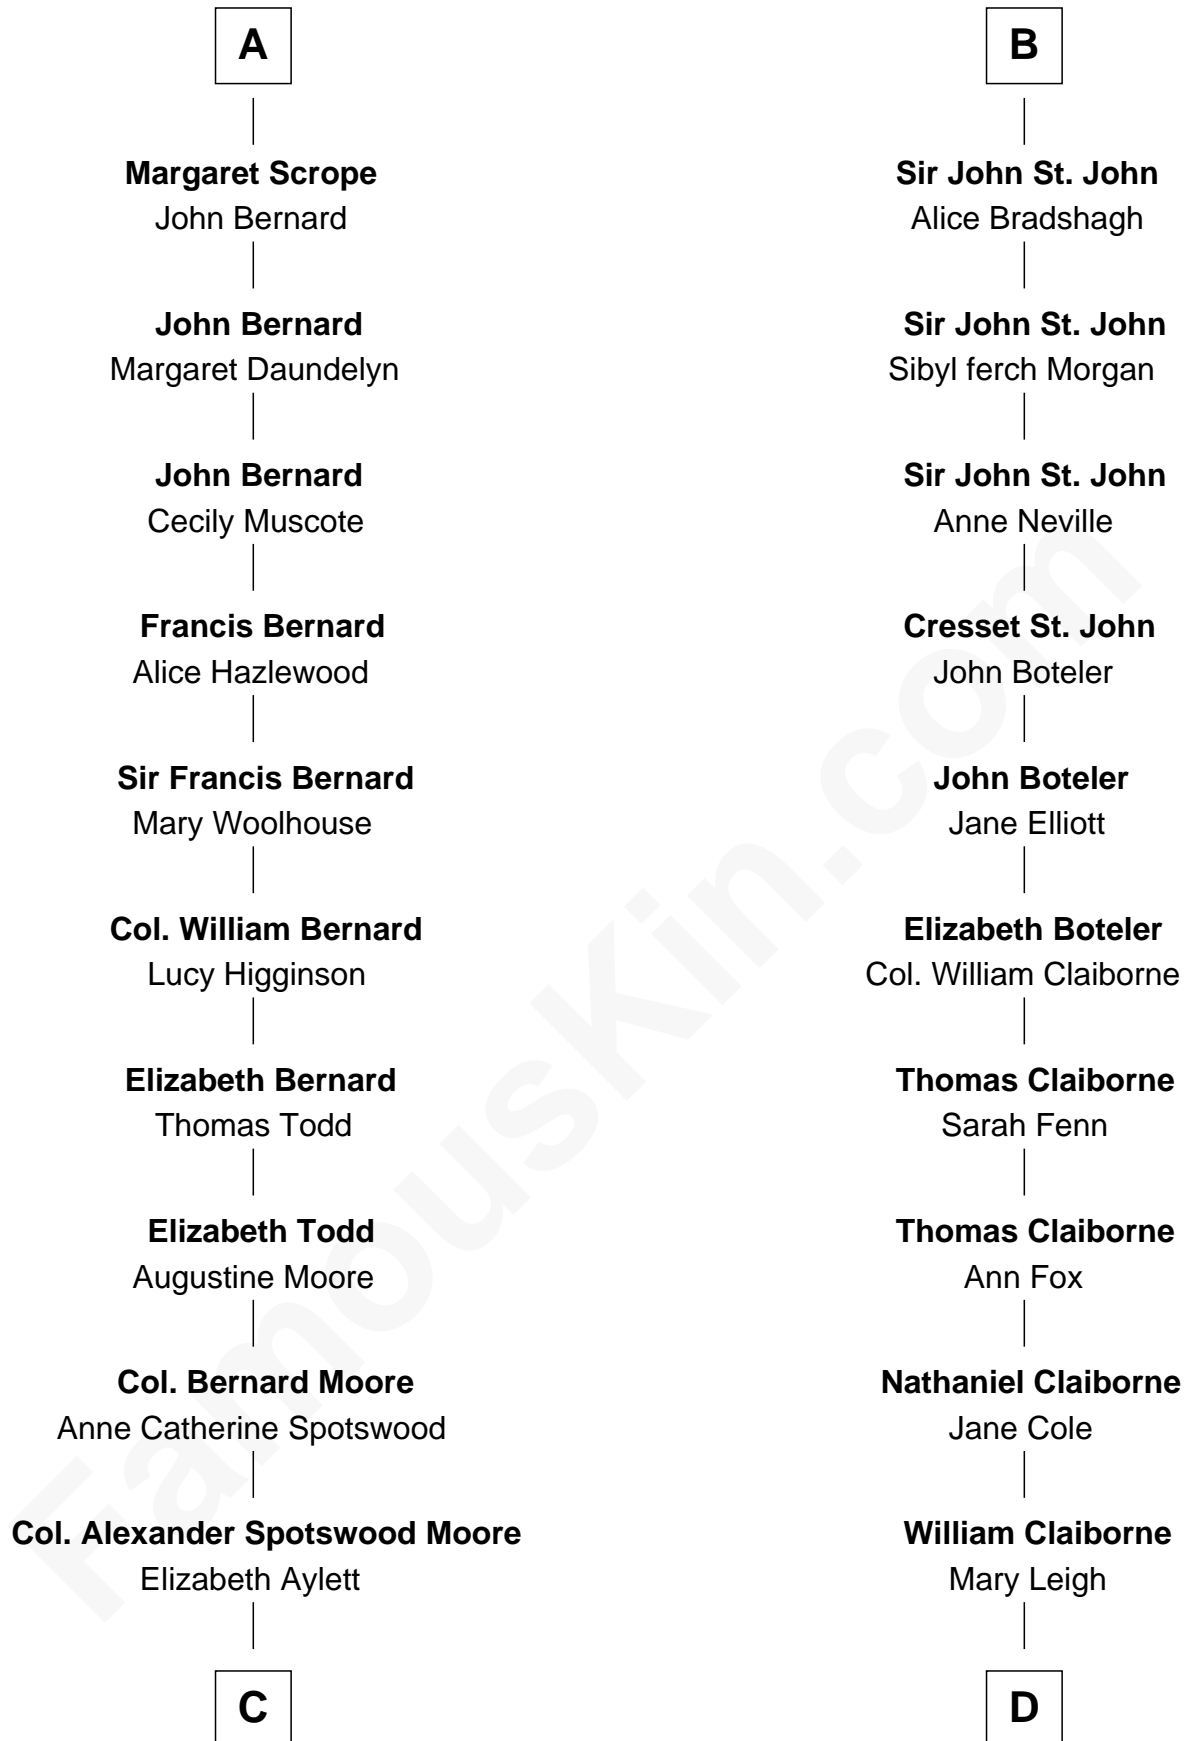 A
Margaret Scrope
John Bernard
John Bernard
Margaret Daundelyn
John Bernard
Cecily Muscote
Francis Bernard
Alice Hazlewood
Sir Francis Bernard
Mary Woolhouse
Col. William Bernard
Lucy Higginson
Elizabeth Bernard
Thomas Todd
Elizabeth Todd
Augustine Moore
Col. Bernard Moore
Anne Catherine Spotswood
Col. Alexander Spotswood Moore
Elizabeth Aylett
C
B
Sir John St. John
Alice Bradshagh
Sir John St. John
Sibyl ferch Morgan
Sir John St. John
Anne Neville
Cresset St. John
John Boteler
John Boteler
Jane Elliott
Elizabeth Boteler
Col. William Claiborne
Thomas Claiborne
Sarah Fenn
Thomas Claiborne
Ann Fox
Nathaniel Claiborne
Jane Cole
William Claiborne
Mary Leigh
D
FamousKin.com